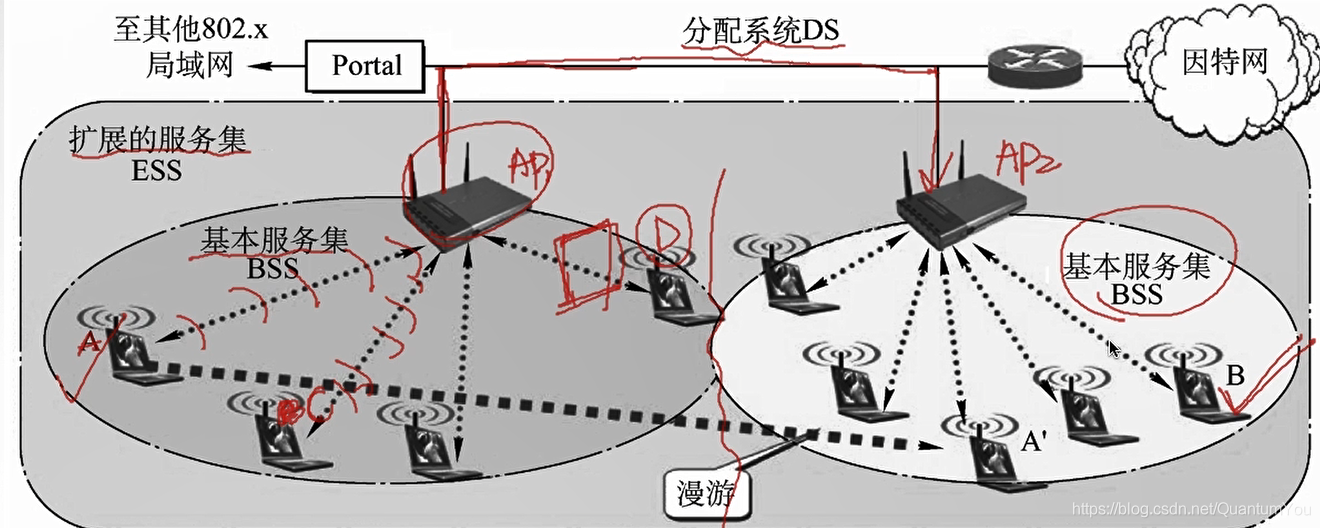 至其他802.x
局域网
Portal
分配系统DS
因特网
扩展的服务集
ESS
AP1
AP2
基本服务集
BSS
D
基本服务集
BSS
A
C
B
A'
漫游
https://blog.csdn.net/QuantumYou